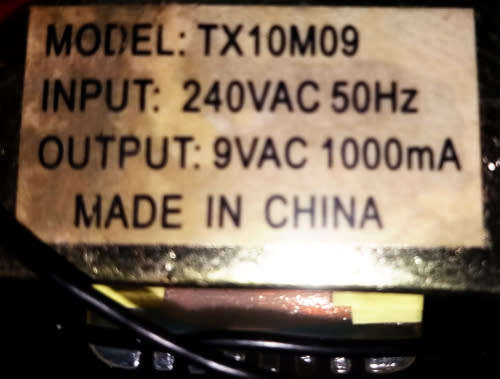 MODEL: TX10M09
INPUT: 240VAC 50Hz
OUTPUT: 9VAC 1000mA
MADE IN CHINA